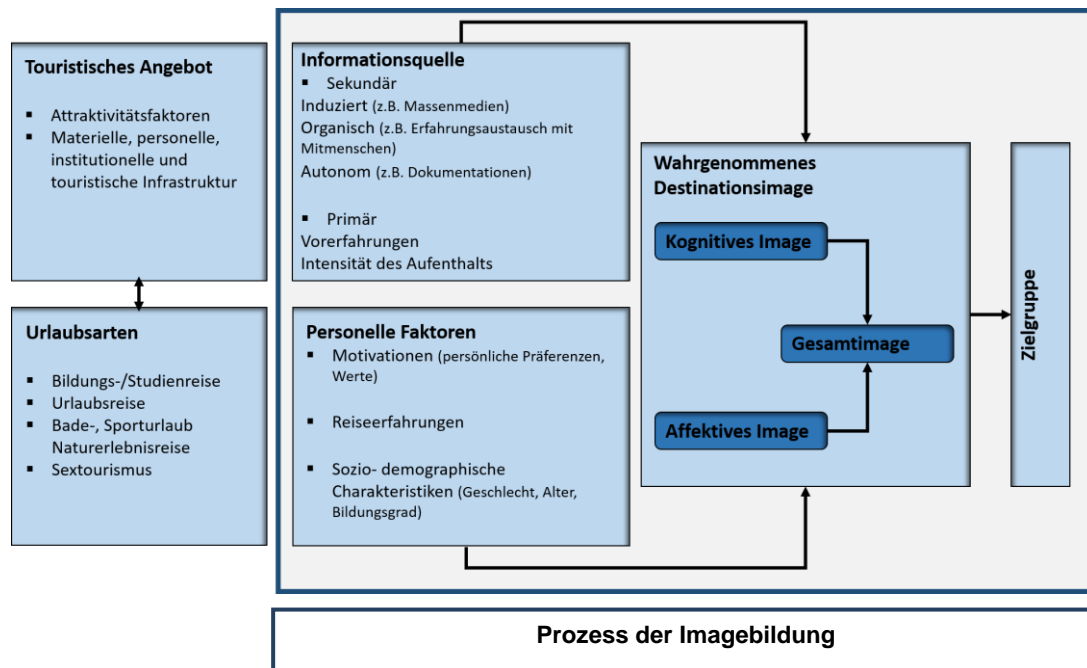 Touristisches Angebot
▪ Attraktivitätsfaktoren
▪ Materielle, personelle,
institutionelle und
touristische Infrastruktur
Urlaubsarten
▪ Bildungs-/Studienreise
▪ Urlaubsreise
▪ Bade-, Sporturlaub
Naturerlebnisreise
▪ Sextourismus
Informationsquelle
▪ Sekundär
Induziert (z.B. Massenmedien)
Organisch (z.B. Erfahrungsaustausch mit
Mitmenschen)
Autonom (z.B. Dokumentationen)
▪ Primär
Vorerfahrungen
Intensität des Aufenthalts
Personelle Faktoren
▪ Motivationen (persönliche Präferenzen,
Werte)
▪ Reiseerfahrungen
▪ Sozio- demographische
Charakteristiken (Geschlecht, Alter,
Bildungsgrad)
Wahrgenommenes
Destinationsimage
Kognitives Image
Gesamtimage
Affektives Image
Zielgruppe
Prozess der Imagebildung